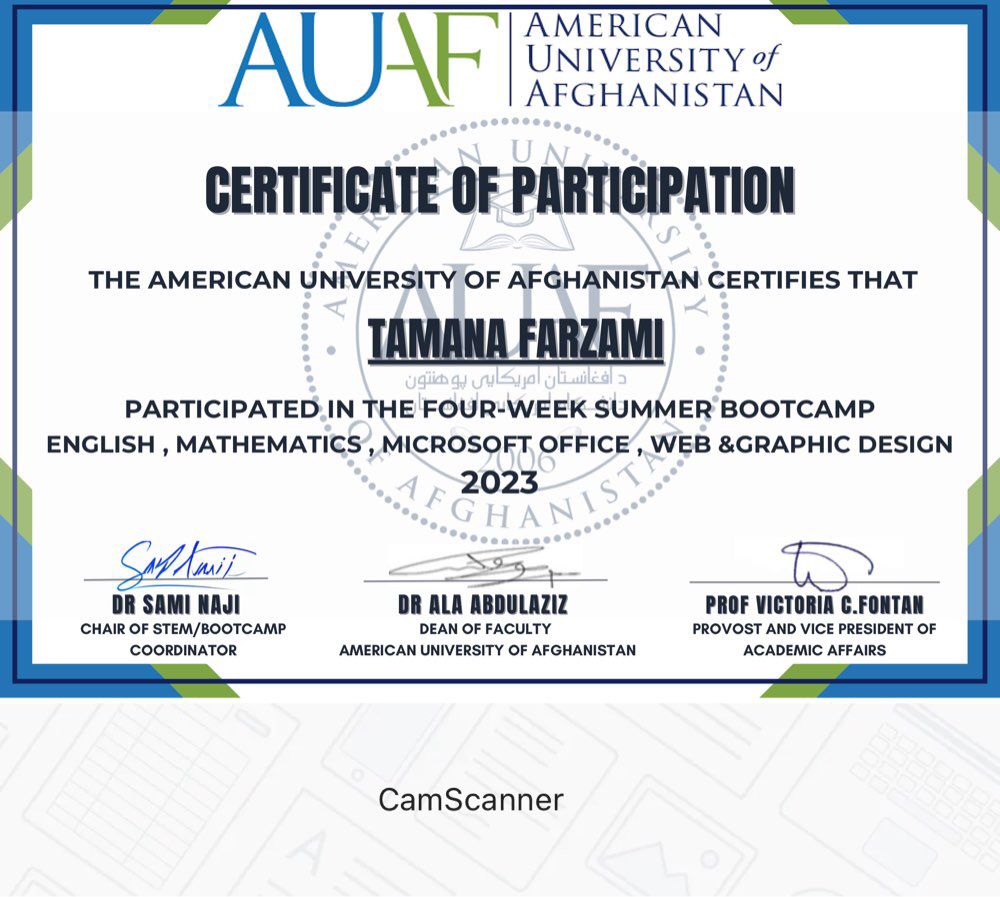 AUAF
AMERICAN
UNIVERSITY of
AFGHANISTAN
CERTIFICATE OF PARTICIPATION
THE AMERICAN UNIVERSITY OF AFGHANISTAN CERTIFIES THAT
TAMANA FARZAMI
PARTICIPATED IN THE FOUR-WEEK SUMMER BOOTCAMP
ENGLISH , MATHEMATICS , MICROSOFT OFFICE , WEB &GRAPHIC DESIGN
2023
AMERICAN UNIVERSITY OF AFGHANISTAN
AUAF
د افغانستان امریکایي پوهنتون
2006
DR SAMI NAJI
CHAIR OF STEM/BOOTCAMP
COORDINATOR
DR ALA ABDULAZIZ
DEAN OF FACULTY
AMERICAN UNIVERSITY OF AFGHANISTAN
PROF VICTORIA C.FONTAN
PROVOST AND VICE PRESIDENT OF
ACADEMIC AFFAIRS
CamScanner